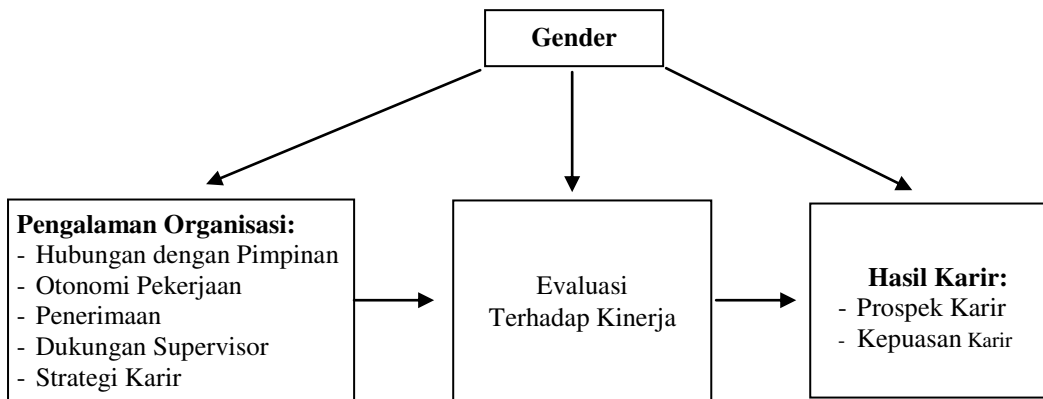 Gender
Pengalaman Organisasi:
- Hubungan dengan Pimpinan
- Otonomi Pekerjaan
- Penerimaan
- Dukungan Supervisor
- Strategi Karir
Evaluasi
Terhadap Kinerja
Hasil Karir:
- Prospek Karir
- Kepuasan Karir